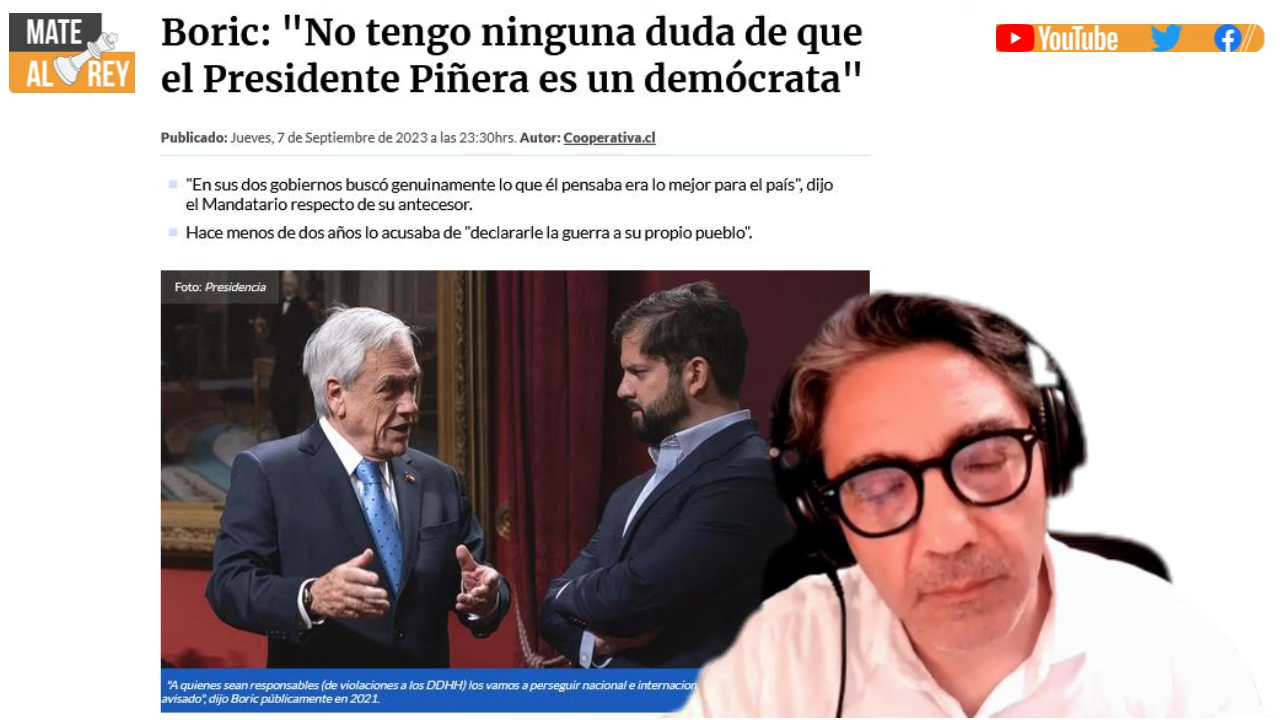 MATE
AL REY
YouTube
Boric: "No tengo ninguna duda de que
el Presidente Piñera es un demócrata"
Publicado: Jueves, 7 de Septiembre de 2023 a las 23:30hrs. Autor: Cooperativa.cl
"En sus dos gobiernos buscó genuinamente lo que él pensaba era lo mejor para el país", dijo
el Mandatario respecto de su antecesor.
Hace menos de dos años lo acusaba de "declararle la guerra a su propio pueblo".
Foto: Presidencia
"A quienes sean responsables (de violaciones a los DDHH) los vamos a perseguir nacional e internacion
avisado", dijo Boric públicamente en 2021.